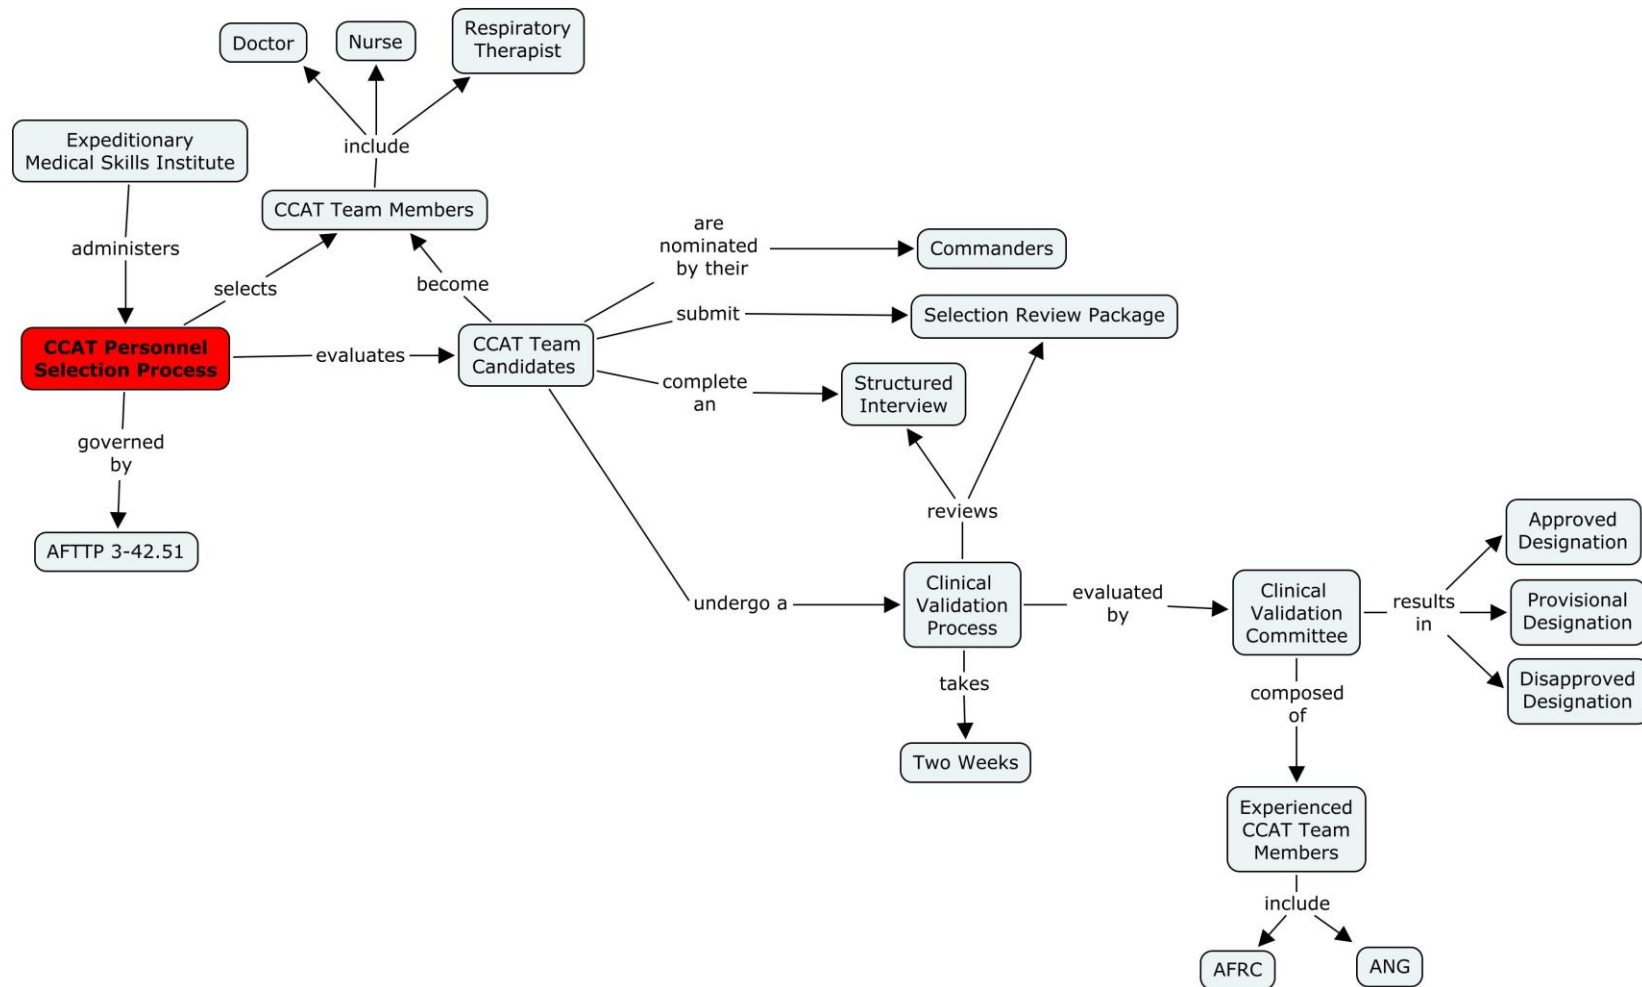 Doctor
Nurse
Respiratory
Therapist
Expeditionary
Medical Skills Institute
include
CCAT Team Members
administers
selects
become
are
nominated
by their
Commanders
submit
Selection Review Package
CCAT Personnel
Selection Process
evaluates
CCAT Team
Candidates
complete
an
Structured
Interview
governed
by
AFTTP 3-42.51
reviews
undergo a
Clinical
Validation
Process
evaluated
by
Clinical
Validation
Committee
results
in
Approved
Designation
Provisional
Designation
Disapproved
Designation
takes
Two Weeks
composed
of
Experienced
CCAT Team
Members
include
AFRC
ANG